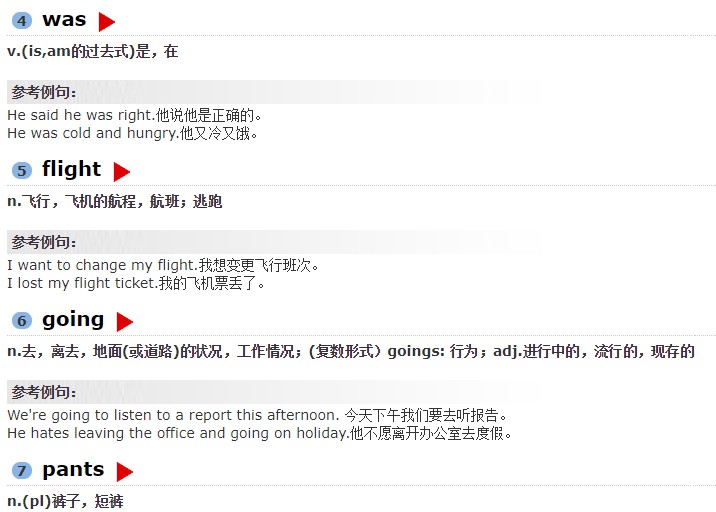 4 was
v.(is,am的过去式)是，在
参考例句：
He said he was right.他说他是正确的。
He was cold and hungry.他又冷又饿。
5 flight
n.飞行，飞机的航程，航班；逃跑
参考例句：
I want to change my flight.我想变更飞行班次。
I lost my flight ticket.我的飞机票丢了。
6 going
n.去，离去，地面(或道路)的状况，工作情况；(复数形式）goings: 行为；adj.进行中的，流行的，现存的
参考例句：
We're going to listen to a report this afternoon. 今天下午我们要去听报告。
He hates leaving the office and going on holiday.他不愿离开办公室去度假。
7 pants
n.(pl)裤子，短裤